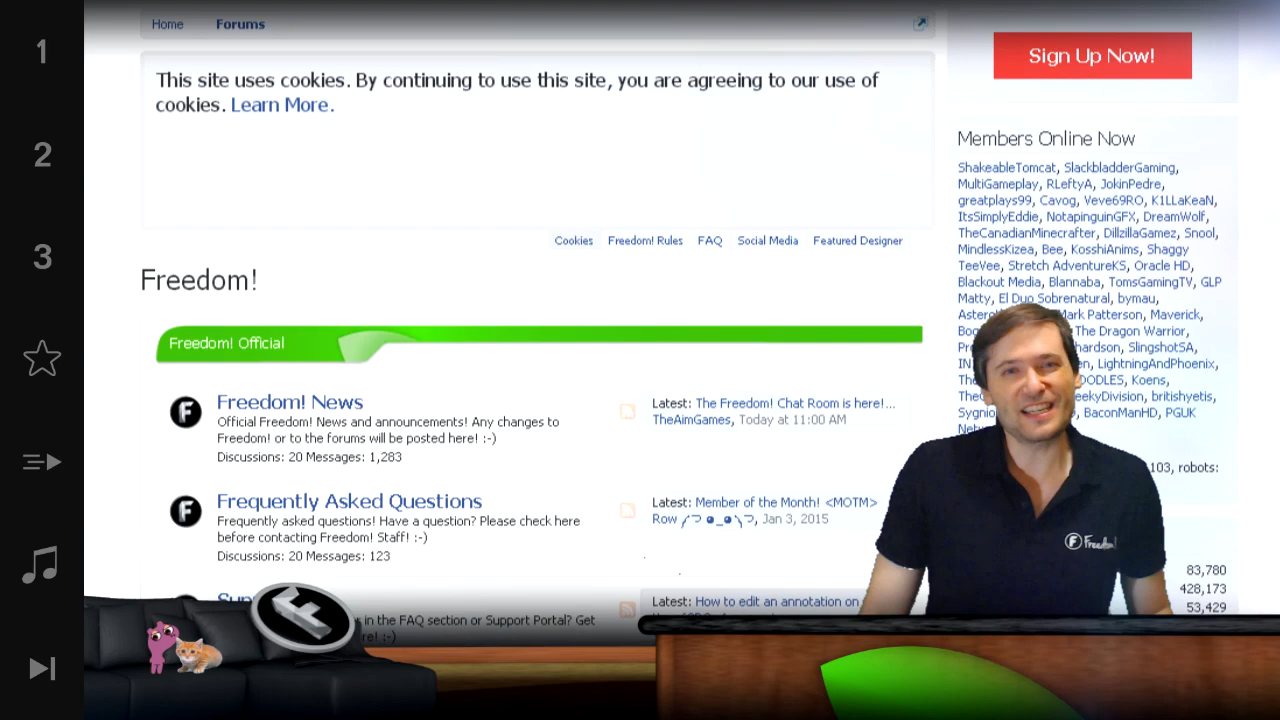 1
2
3
Home Forums
This site uses cookies. By continuing to use this site, you are agreeing to our use of
cookies. Learn More.
Cookies Freedom! Rules FAQ Social Media Featured Designer
Freedom!
Freedom! Official
Freedom! News
Official Freedom! News and announcements! Any changes to
Freedom! or to the forums will be posted here! :-)
Discussions: 20 Messages: 1,283
Latest: The Freedom! Chat Room is here!...
TheAimGames, Today at 11:00 AM
Frequently Asked Questions
Frequently asked questions! Have a question? Please check here
before contacting Freedom! Staff! :-)
Discussions: 20 Messages: 123
Latest: Member of the Month! <MOTM>
Row, Jan 3, 2015
in the FAQ section or Support Portal? Get
Latest: How to edit an annotation on
Sign Up Now!
Members Online Now
ShakeableTomcat, SlackbladderGaming,
MultiGameplay, RLeftyA, JokinPedre,
greatplays99, Cavog, Veve69RO, K1LLaKeaN,
ItsSimplyEddie, NotapinguinGFX, DreamWolf,
TheCanadianMinecrafter, DillzillaGamez, Snool,
MindlessKizea, Bee, KosshiAnims, Shaggy
TeeVee, Stretch AdventureKS, Oracle HD,
Blackout Media, Blannaba, TomsGamingTV, GLP
Matty, El Duo Sobrenatural, bymau,
Mark Patterson, Maverick,
The Dragon Warrior,
SlingshotSA,
IN LightningAndPhoenix,
Koens,
britishyetis,
BaconManHD, PGUK
103, robots:
Freedom!
83,780
428,173
53,429